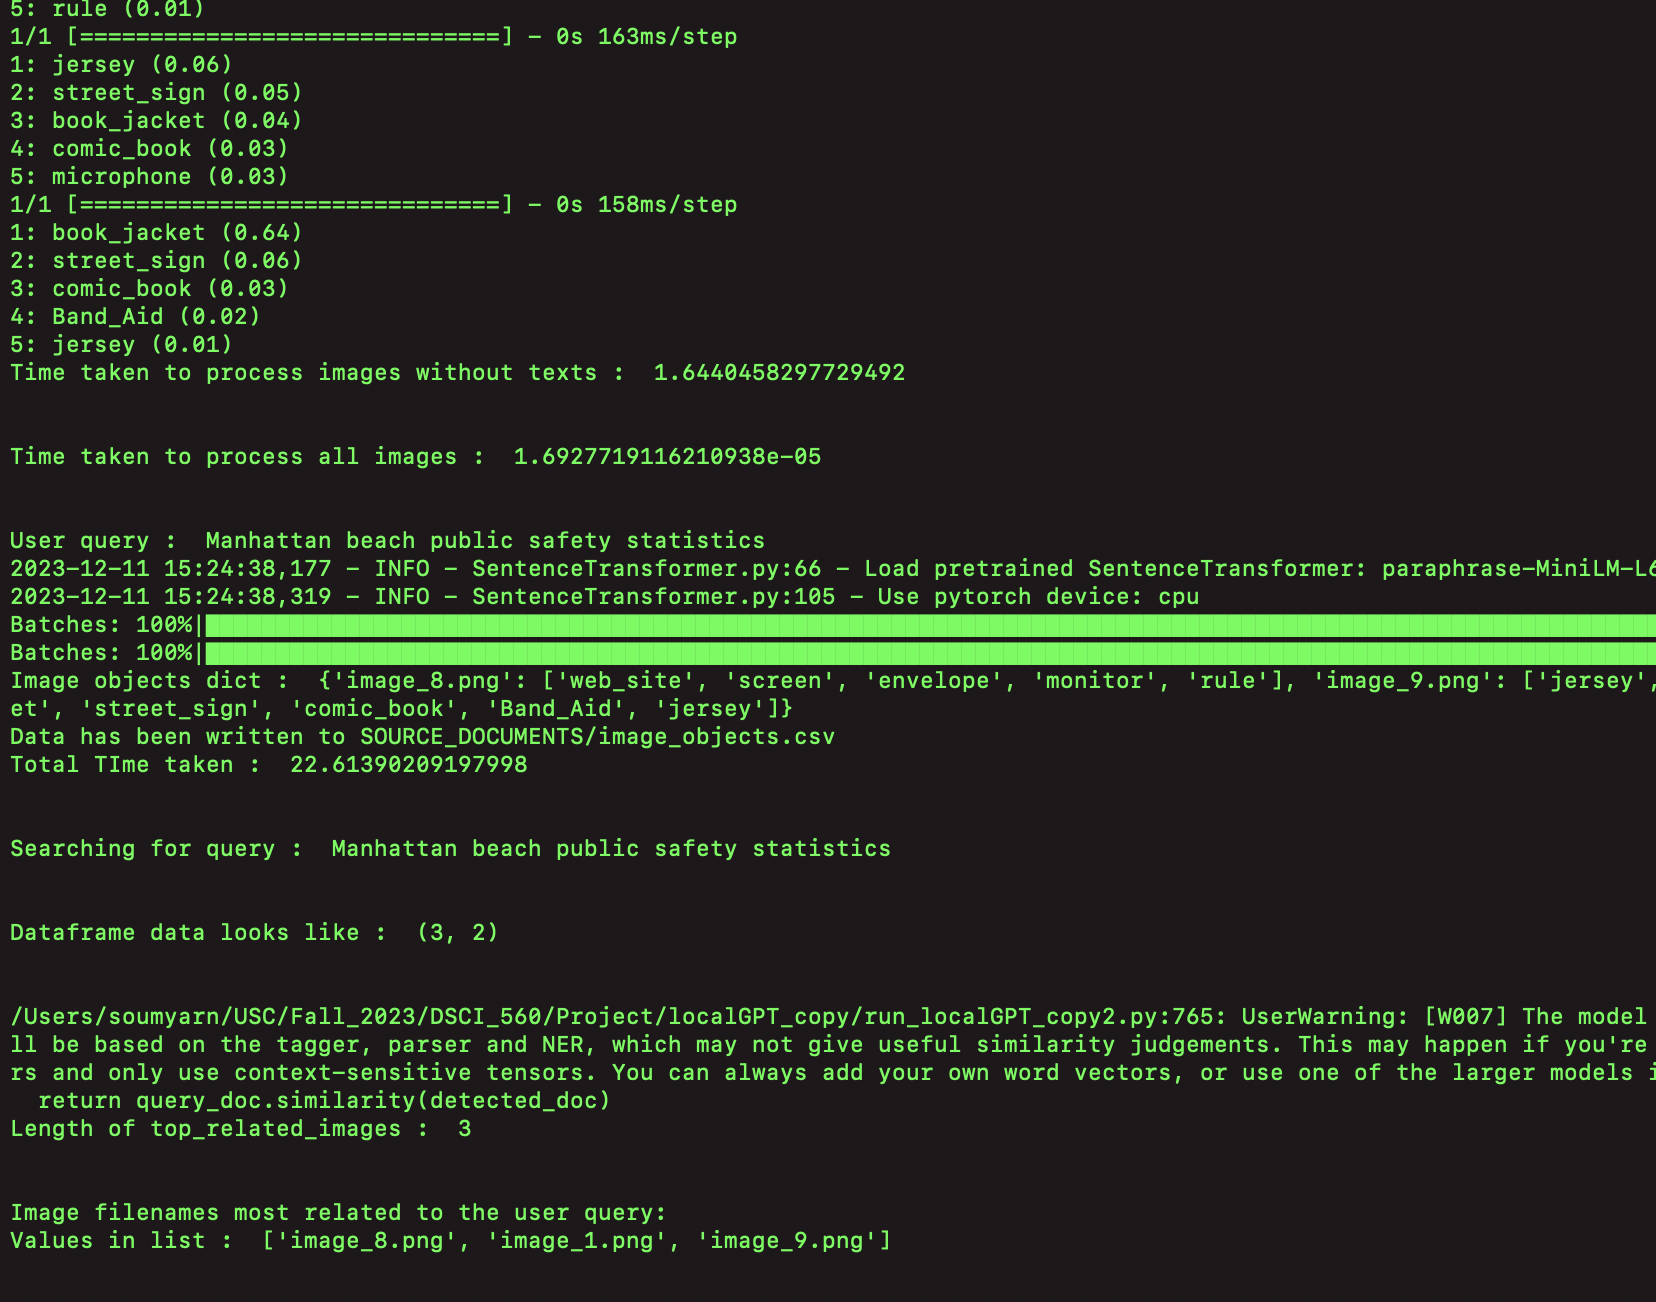 5: rule (0.01)
1/1 [==============================] - 0s 163ms/step
1: jersey (0.06)
2: street_sign (0.05)
3: book_jacket (0.04)
4: comic_book (0.03)
5: microphone (0.03)
1/1 [==============================] - 0s 158ms/step
1: book_jacket (0.64)
2: street_sign (0.06)
3: comic_book (0.03)
4: Band_Aid (0.02)
5: jersey (0.01)
Time taken to process images without texts :  1.6440458297729492
Time taken to process all images :  1.6927719116210938e-05
User query :  Manhattan beach public safety statistics
2023-12-11 15:24:38,177 - INFO - SentenceTransformer.py:66 - Load pretrained SentenceTransformer: paraphrase-MiniLM-L6
2023-12-11 15:24:38,319 - INFO - SentenceTransformer.py:105 - Use pytorch device: cpu
Batches: 100%|
Batches: 100%|
Image objects dict :  {'image_8.png': ['web_site', 'screen', 'envelope', 'monitor', 'rule'], 'image_9.png': ['jersey',
et', 'street_sign', 'comic_book', 'Band_Aid', 'jersey']}
Data has been written to SOURCE_DOCUMENTS/image_objects.csv
Total TIme taken :  22.61390209197998
Searching for query :  Manhattan beach public safety statistics
Dataframe data looks like :  (3, 2)
/Users/soumyarn/USC/Fall_2023/DSCI_560/Project/localGPT_copy/run_localGPT_copy2.py:765: UserWarning: [W007] The model
ll be based on the tagger, parser and NER, which may not give useful similarity judgements. This may happen if you're
rs and only use context-sensitive tensors. You can always add your own word vectors, or use one of the larger models i
return query_doc.similarity(detected_doc)
Length of top_related_images :  3
Image filenames most related to the user query:
Values in list :  ['image_8.png', 'image_1.png', 'image_9.png']